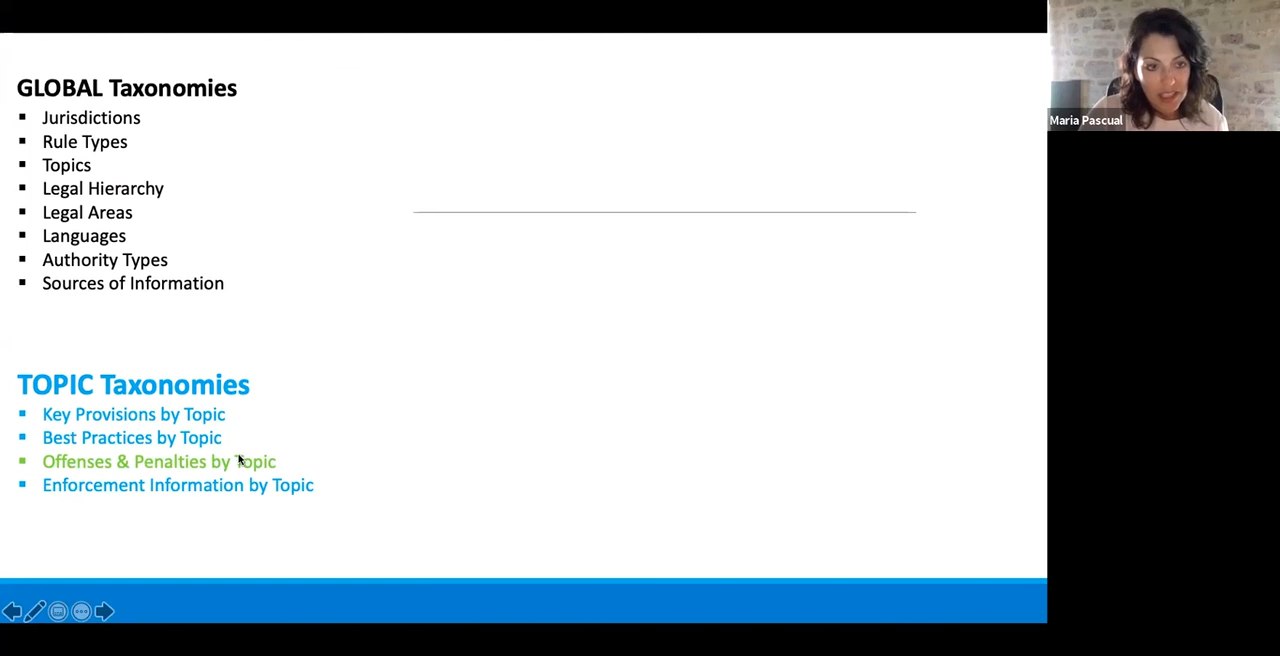 GLOBAL Taxonomies
Jurisdictions
Rule Types
Topics
Legal Hierarchy
Legal Areas
Languages
Authority Types
Sources of Information
TOPIC Taxonomies
Key Provisions by Topic
Best Practices by Topic
Offenses & Penalties by Topic
Enforcement Information by Topic
Maria Pascual